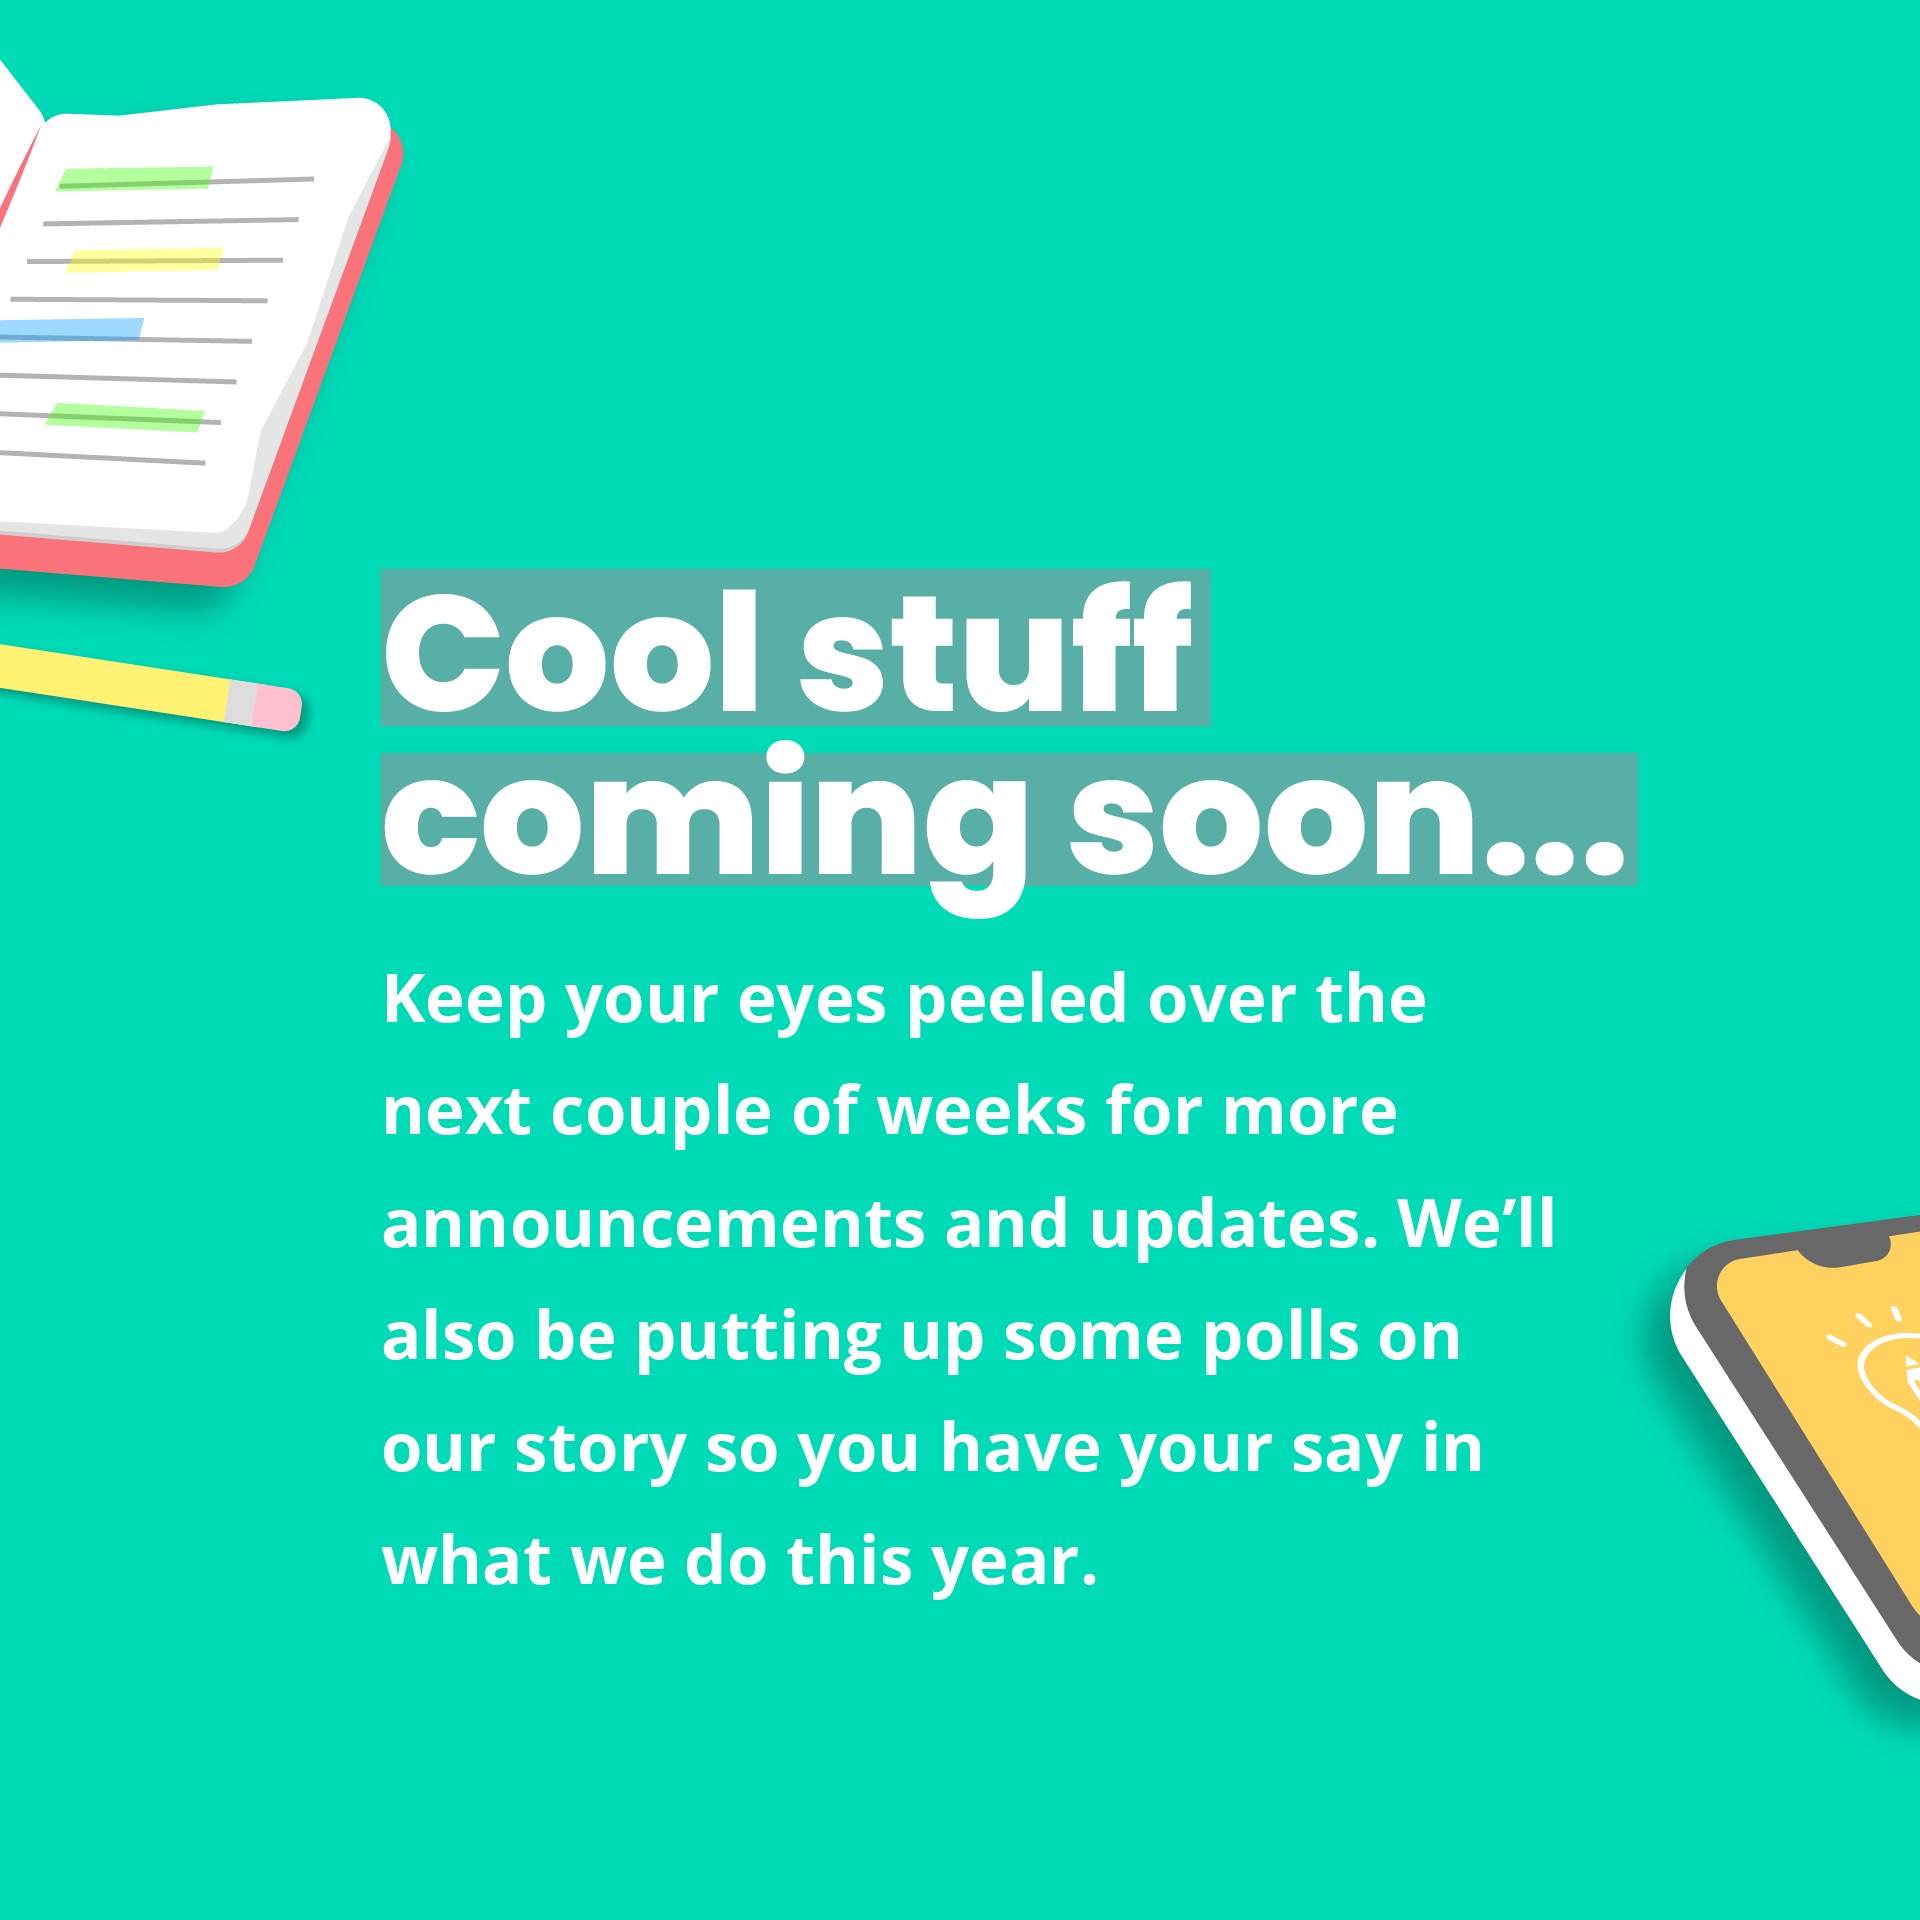 Cool stuff
coming soon...
Keep your eyes peeled over the
next couple of weeks for more
announcements and updates. We’ll
also be putting up some polls on
our story so you have your say in
what we do this year.